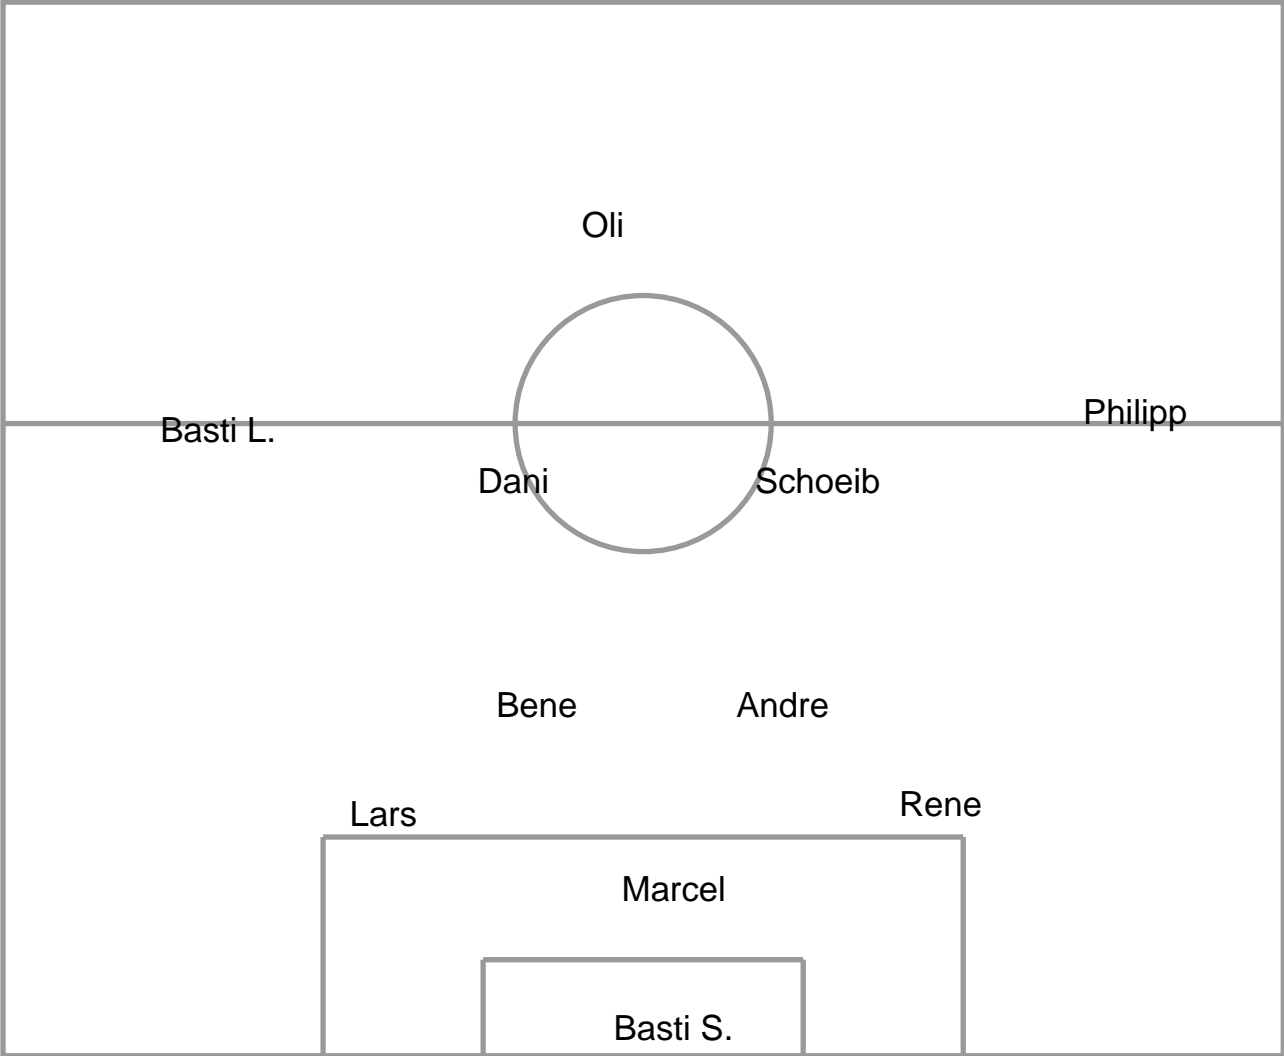 Oli
Philipp
Basti L.
Dani
Schoeib
Bene
Andre
Rene
Lars
Marcel
Basti S.